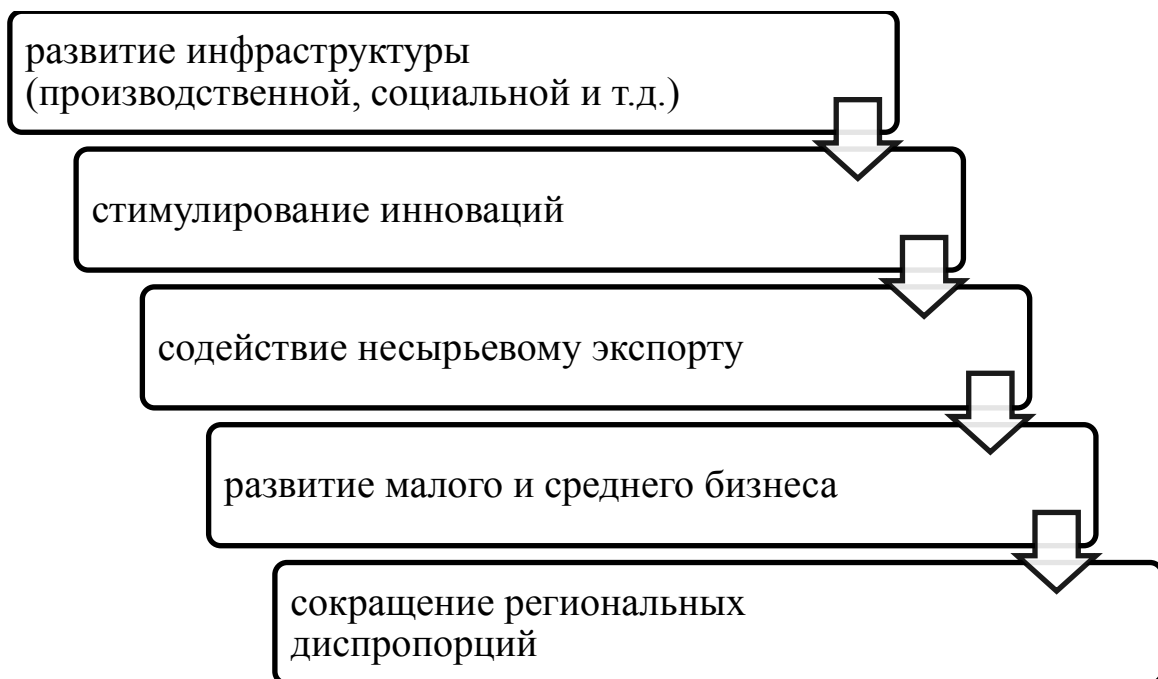 развитие инфраструктуры
(производственной, социальной и т.д.)
стимулирование инноваций
содействие несырьевому экспорту
развитие малого и среднего бизнеса
сокращение региональных
диспропорций